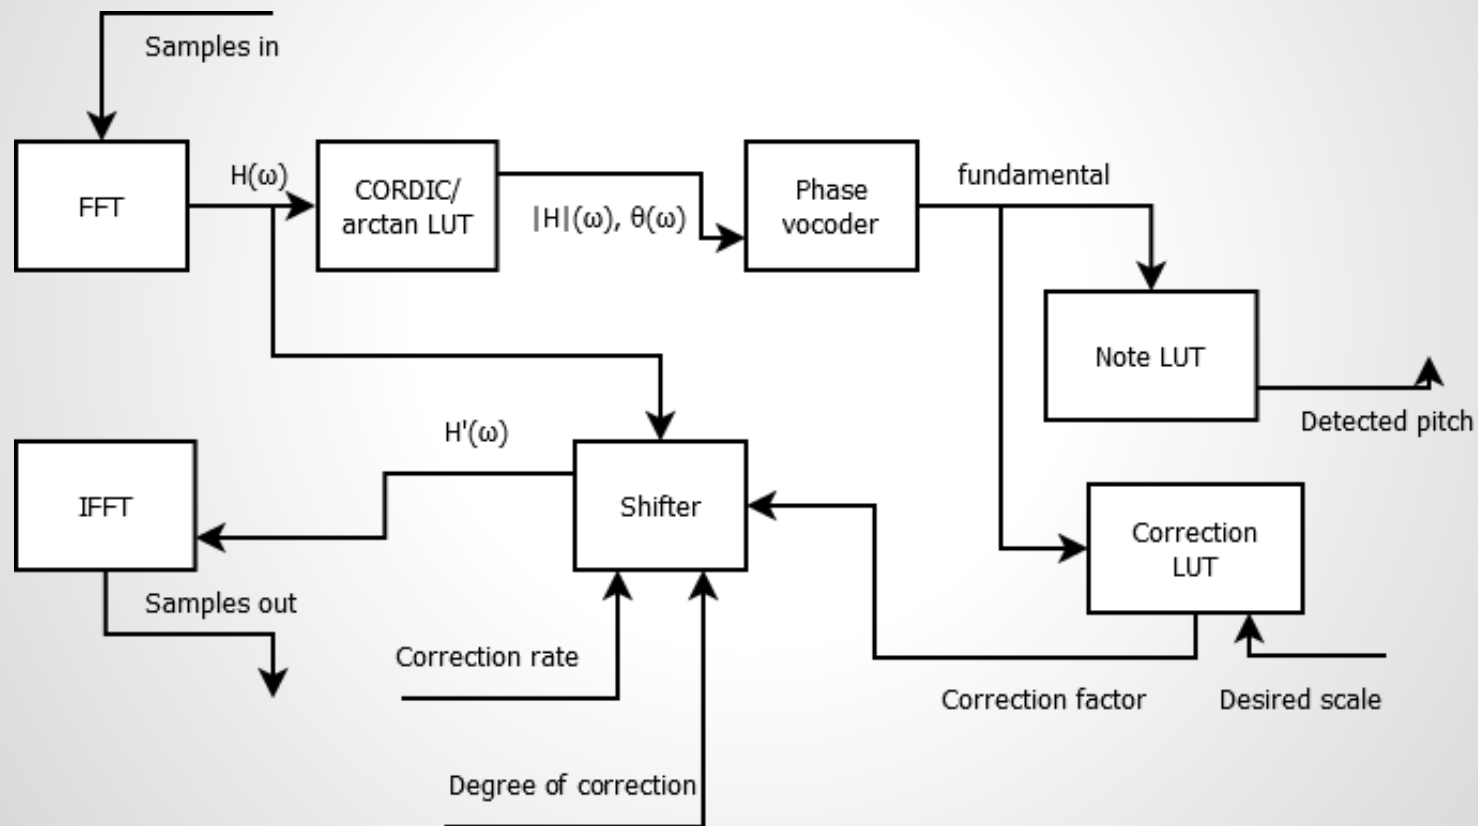 Samples in
FFT
H(ω)
CORDIC/
arctan LUT
|H|(ω), θ(ω)
Phase
vocoder
fundamental
Note LUT
Detected pitch
IFFT
H'(ω)
Shifter
Correction
LUT
Samples out
Correction rate
Correction factor
Desired scale
Degree of correction